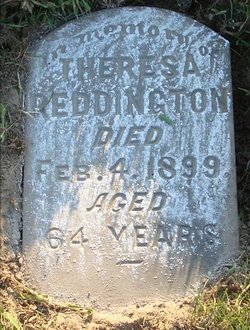 In memory of
THERESA
REDDINGTON
DIED
FEB. 4. 1899
AGED
64 YEARS